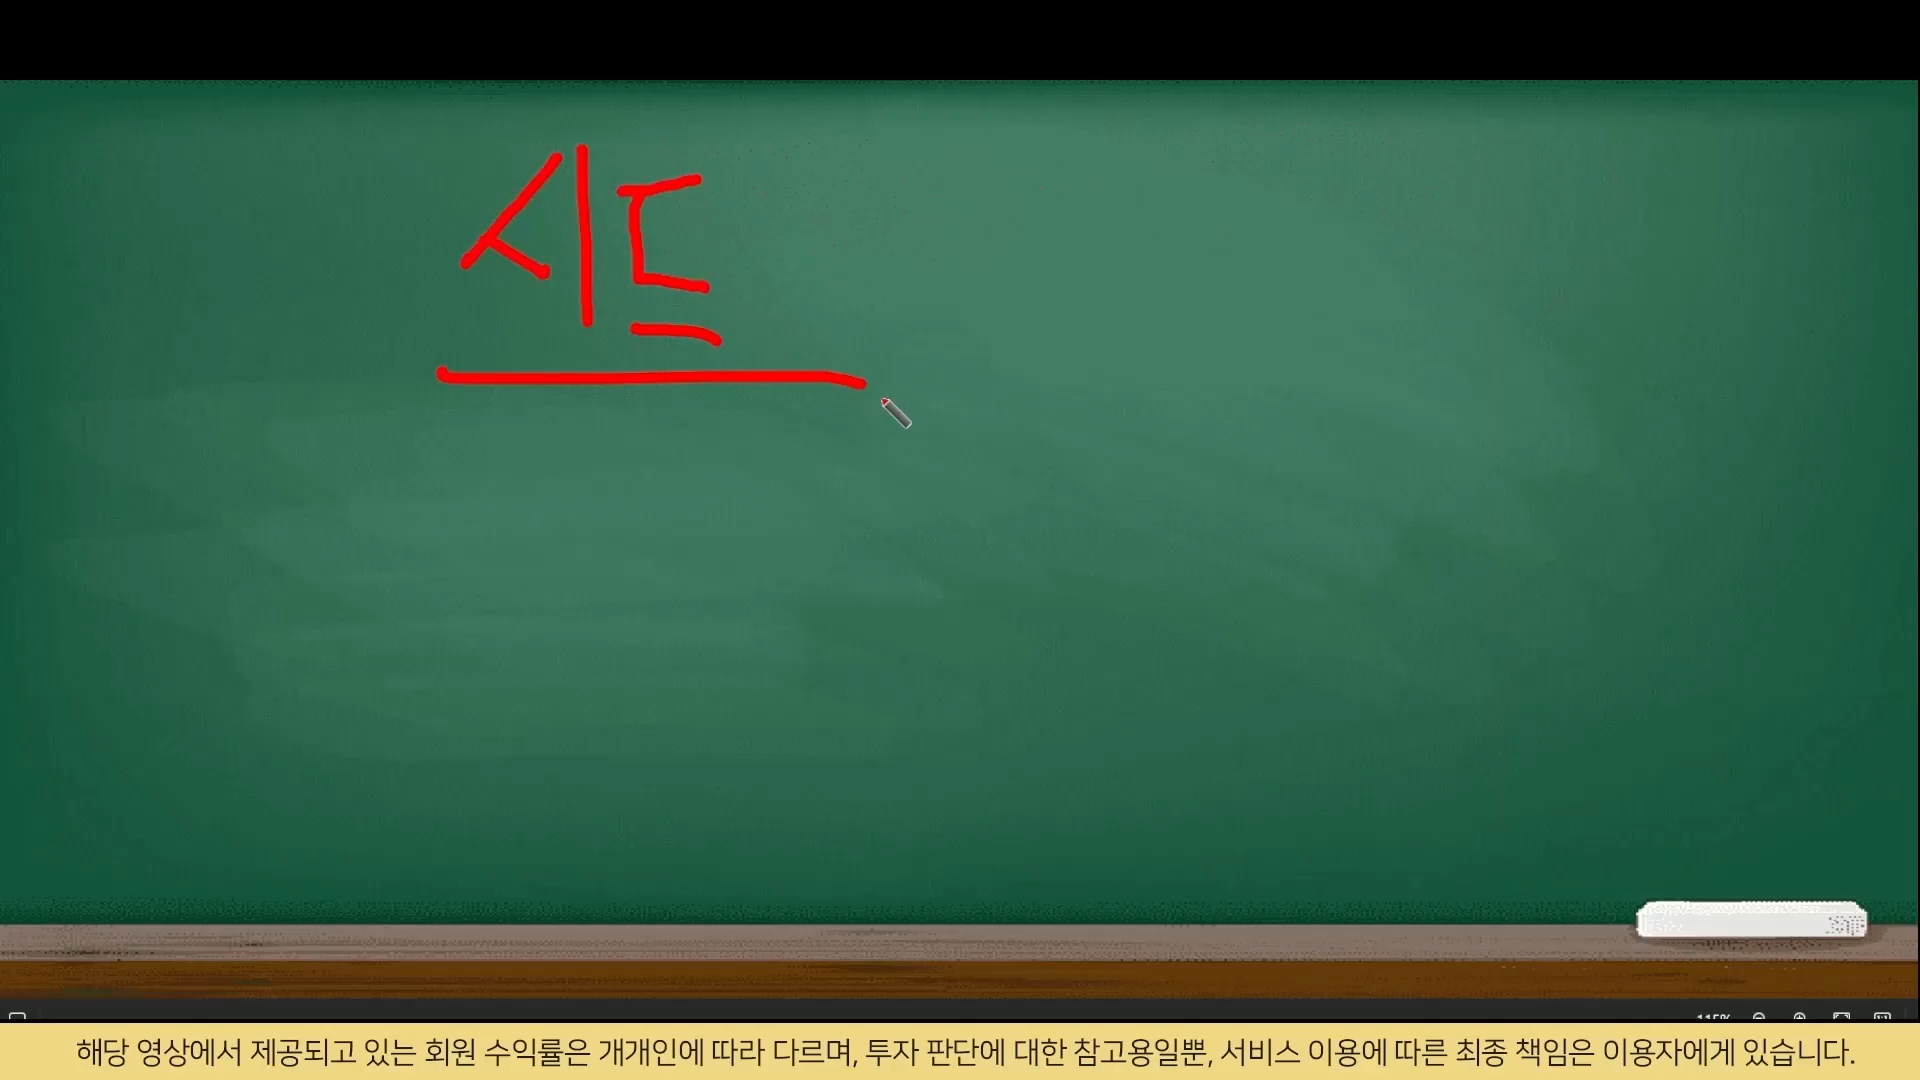 시드
115%
해당 영상에서 제공되고 있는 회원 수익률은 개개인에 따라 다르며, 투자 판단에 대한 참고용일뿐, 서비스 이용에 따른 최종 책임은 이용자에게 있습니다.